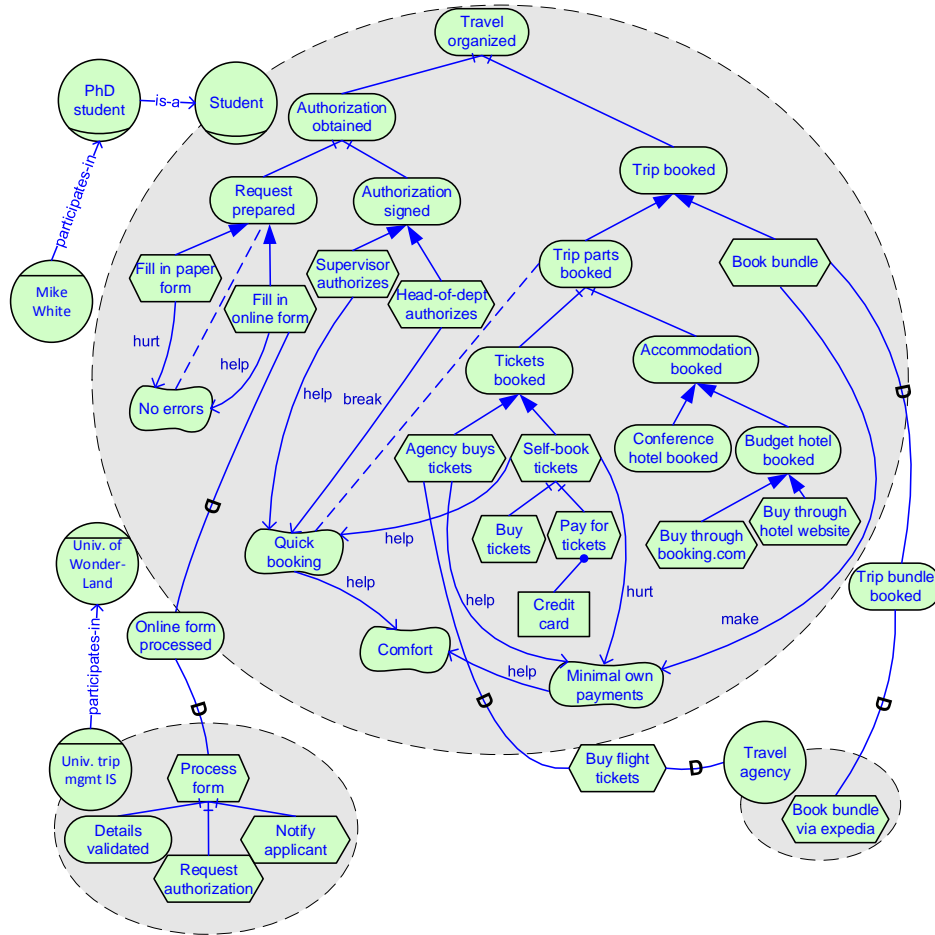 Travel
organized
PhD
student
is-a
Student
Authorization
obtained
Trip booked
participates-in
Request
prepared
Authorization
signed
Fill in paper
form
Supervisor
authorizes
Trip parts
booked
Book bundle
Mike
White
Fill in
online form
Head-of-dept
authorizes
hurt
help
Tickets
booked
Accommodation
booked
No errors
help
break
D
Agency buys
tickets
Self-book
tickets
Conference
hotel booked
Budget hotel
booked
D
Buy
tickets
Pay for
tickets
Buy through
booking.com
Buy through
hotel website
Univ. of
Wonder-
Land
Quick
booking
help
help
Trip bundle
booked
help
hurt
Credit
card
make
participates-in
Online form
processed
Comfort
help
Minimal own
payments
D
D
D
Univ. trip
mgmt IS
Process
form
Buy flight
tickets
D
Travel
agency
Details
validated
Notify
applicant
Request
authorization
Book bundle
via expedia